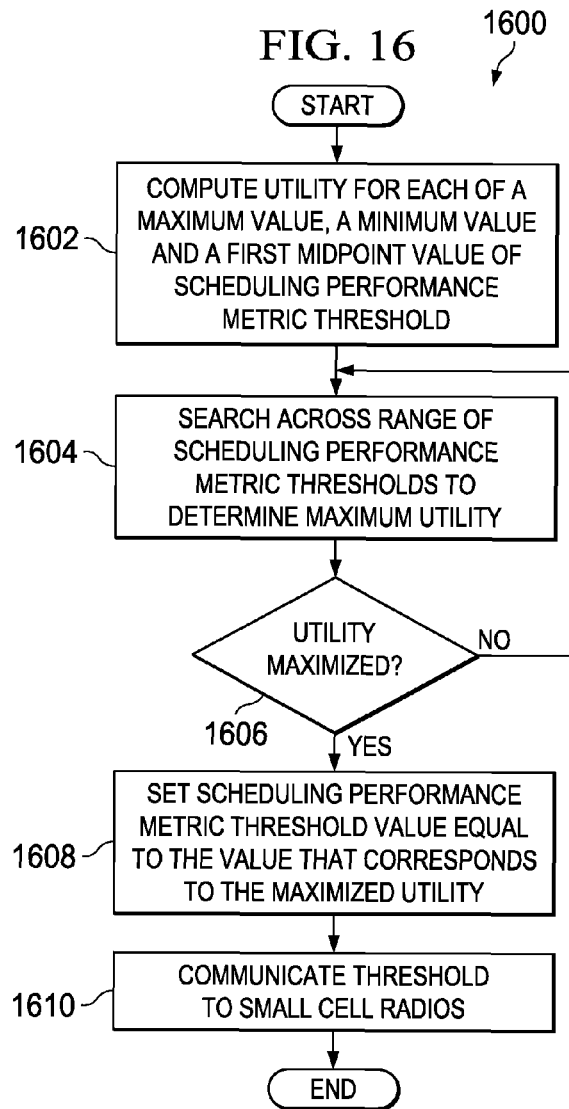 FIG. 16
1600
START
1602
COMPUTE UTILITY FOR EACH OF A
MAXIMUM VALUE, A MINIMUM VALUE
AND A FIRST MIDPOINT VALUE OF
SCHEDULING PERFORMANCE
METRIC THRESHOLD
1604
SEARCH ACROSS RANGE OF
SCHEDULING PERFORMANCE
METRIC THRESHOLDS TO
DETERMINE MAXIMUM UTILITY
UTILITY
MAXIMIZED?
NO
1606
YES
1608
SET SCHEDULING PERFORMANCE
METRIC THRESHOLD VALUE EQUAL
TO THE VALUE THAT CORRESPONDS
TO THE MAXIMIZED UTILITY
1610
COMMUNICATE THRESHOLD
TO SMALL CELL RADIOS
END